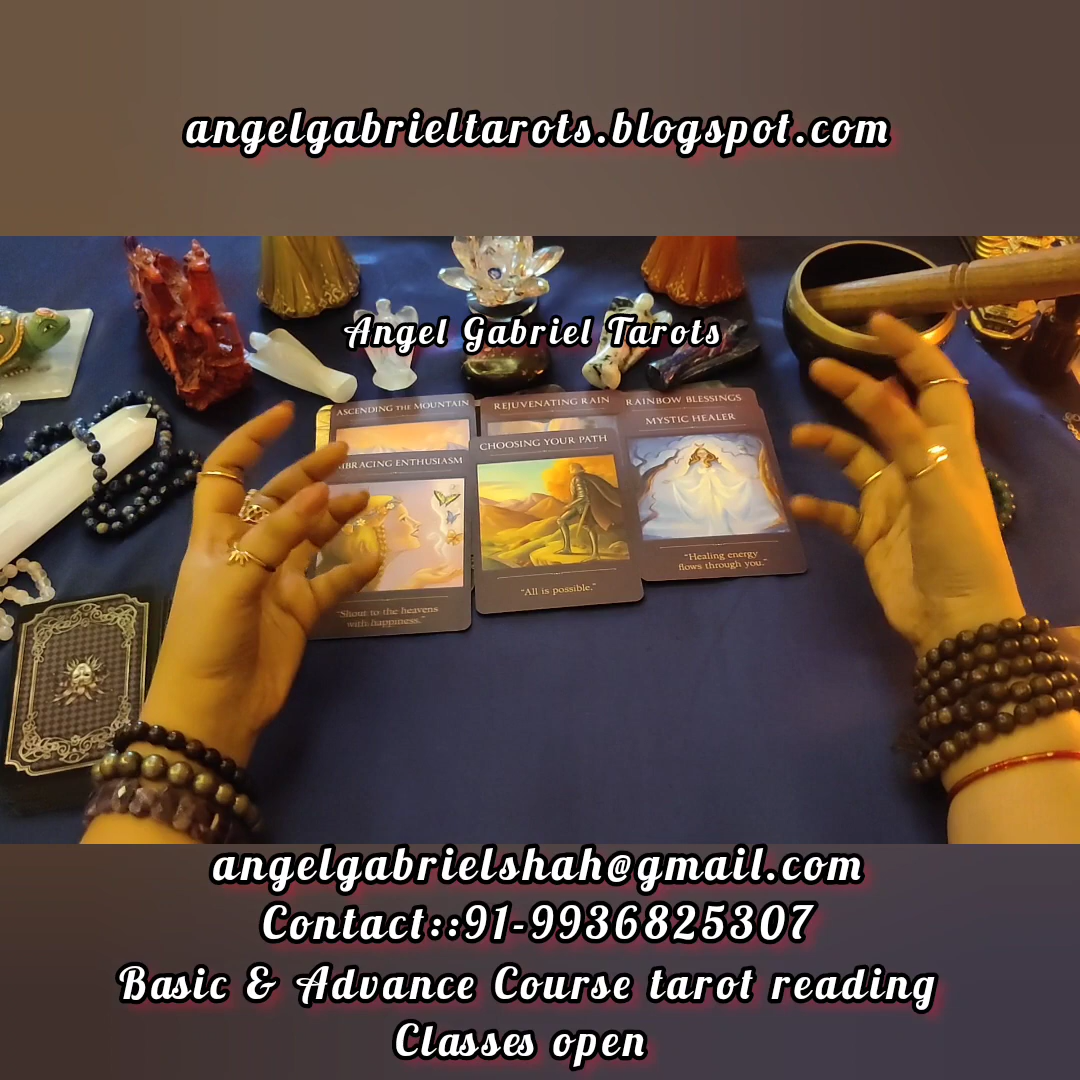 angelgabrieltarots.blogspot.com
Angel Gabriel Tarots
ASCENDING THE MOUNTAIN
REJUVENATING RAIN
RAINBOW BLESSINGS
MYSTIC HEALER
CHOOSING YOUR PATH
ENTHUSIASM
"Healing energy
flows through you."
"All is possible."
"Shout to the heavens
with happiness."
angelgabrielshah@gmail.com
Contact::91-9936825307
Basic & Advance Course tarot reading
Classes open